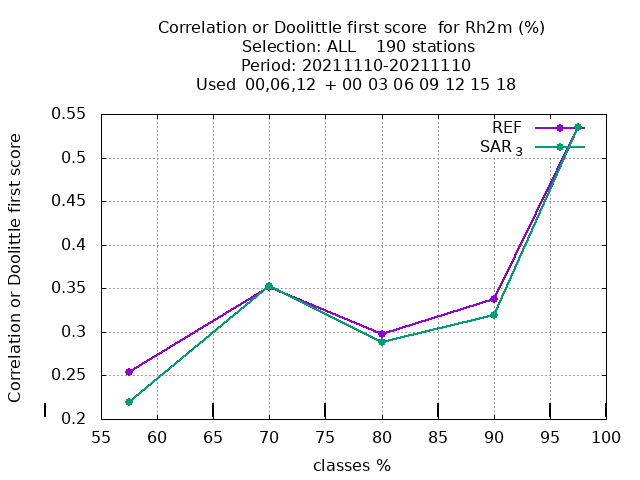 Correlation or Doolittle first score  for Rh2m (%)
Selection: ALL    190 stations
Period: 20211110-20211110
Used  00,06,12  + 00 03 06 09 12 15 18
Correlation or Doolittle first score
0.55
0.5
0.45
0.4
0.35
0.3
0.25
0.2
REF
SAR 3
55 60 65 70 75 80 85 90 95 100
classes %